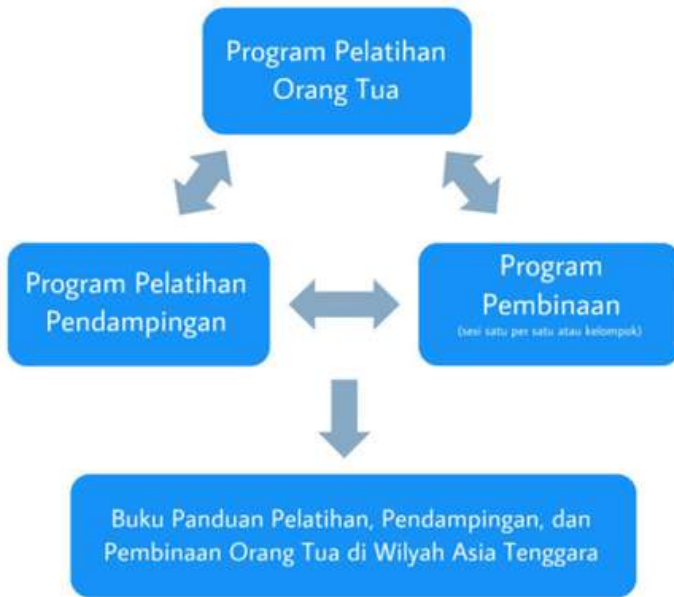 Program Pelatihan
Orang Tua
Program Pelatihan
Pendampingan
Program
Pembinaan
(sesi satu per satu atau kelompok)
Buku Panduan Pelatihan, Pendampingan, dan
Pembinaan Orang Tua di Wilyah Asia Tenggara